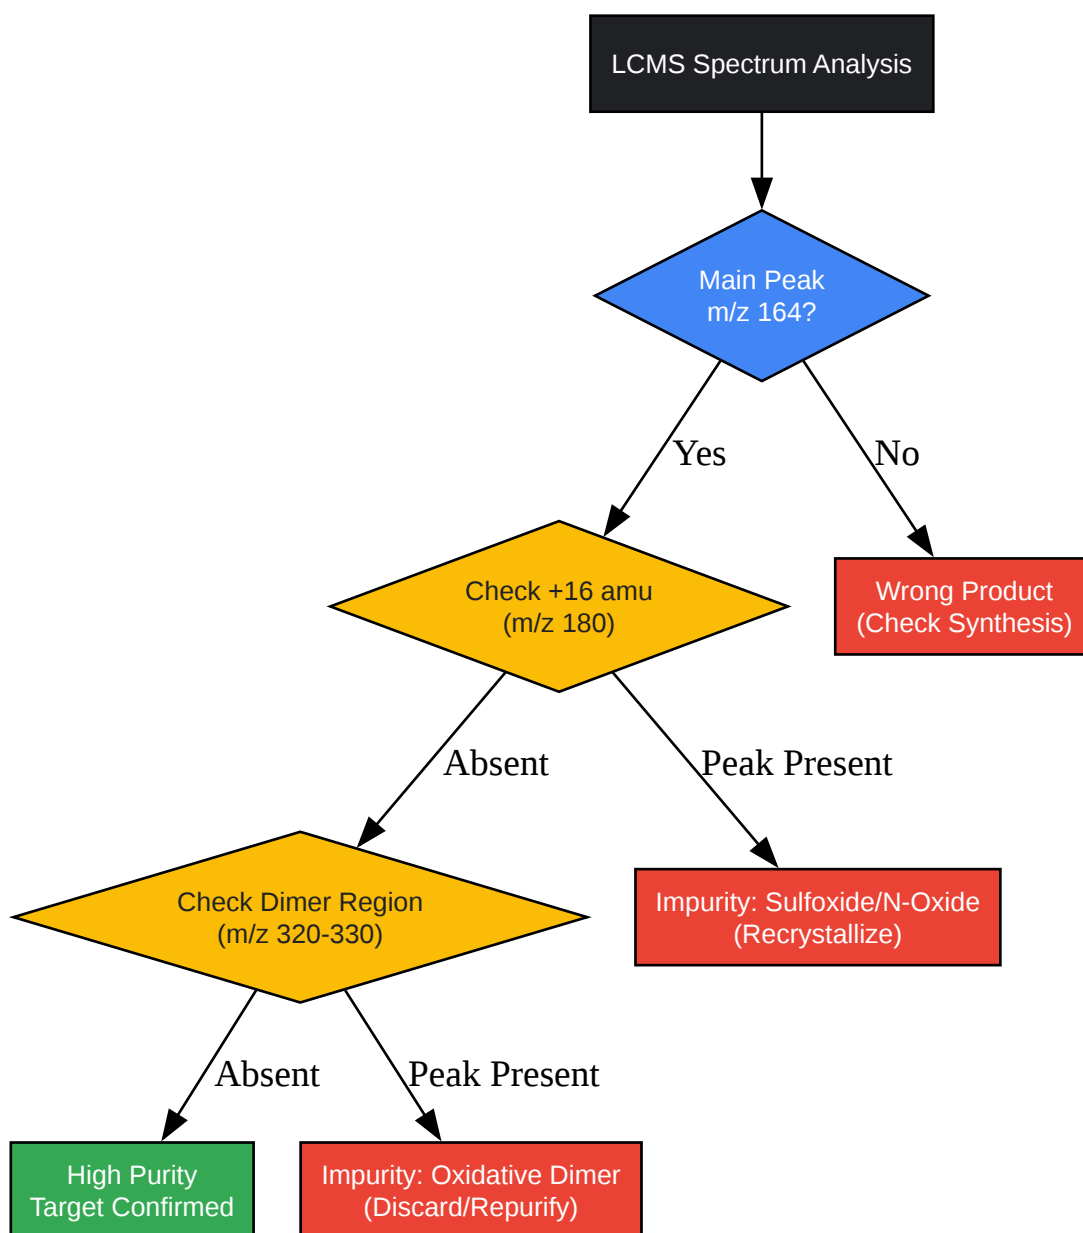 LCMS Spectrum Analysis
Main Peak
m/z 164?
Yes
No
Check +16 amu
(m/z 180)
Wrong Product
(Check Synthesis)
Absent
Peak Present
Check Dimer Region
(m/z 320-330)
Impurity: Sulfoxide/N-Oxide
(Recrystallize)
Absent
Peak Present
High Purity
Target Confirmed
Impurity: Oxidative Dimer
(Discard/Repurify)